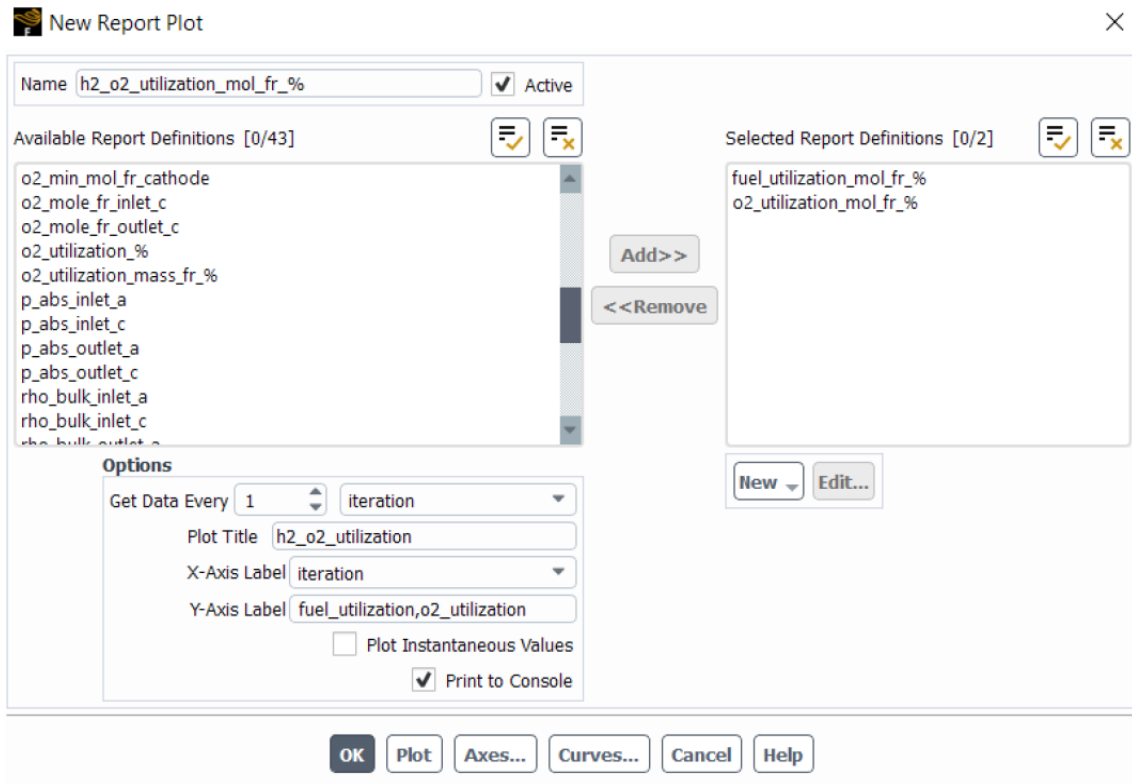 New Report Plot
Name h2_o2_utilization_mol_fr_% Active
Available Report Definitions [0/43]
o2_min_mol_fr_cathode
o2_mole_fr_inlet_c
o2_mole_fr_outlet_c
o2_utilization_%
o2_utilization_mass_fr_%
p_abs_inlet_a
p_abs_inlet_c
p_abs_outlet_a
p_abs_outlet_c
rho_bulk_inlet_a
rho_bulk_inlet_c
rho_bulk_outlet_a
Add>>
<<Remove
Selected Report Definitions [0/2]
fuel_utilization_mol_fr_%
o2_utilization_mol_fr_%
New Edit...
Options
Get Data Every 1 iteration
Plot Title h2_o2_utilization
X-Axis Label iteration
Y-Axis Label fuel_utilization,o2_utilization
Plot Instantaneous Values
Print to Console
OK Plot Axes... Curves... Cancel Help